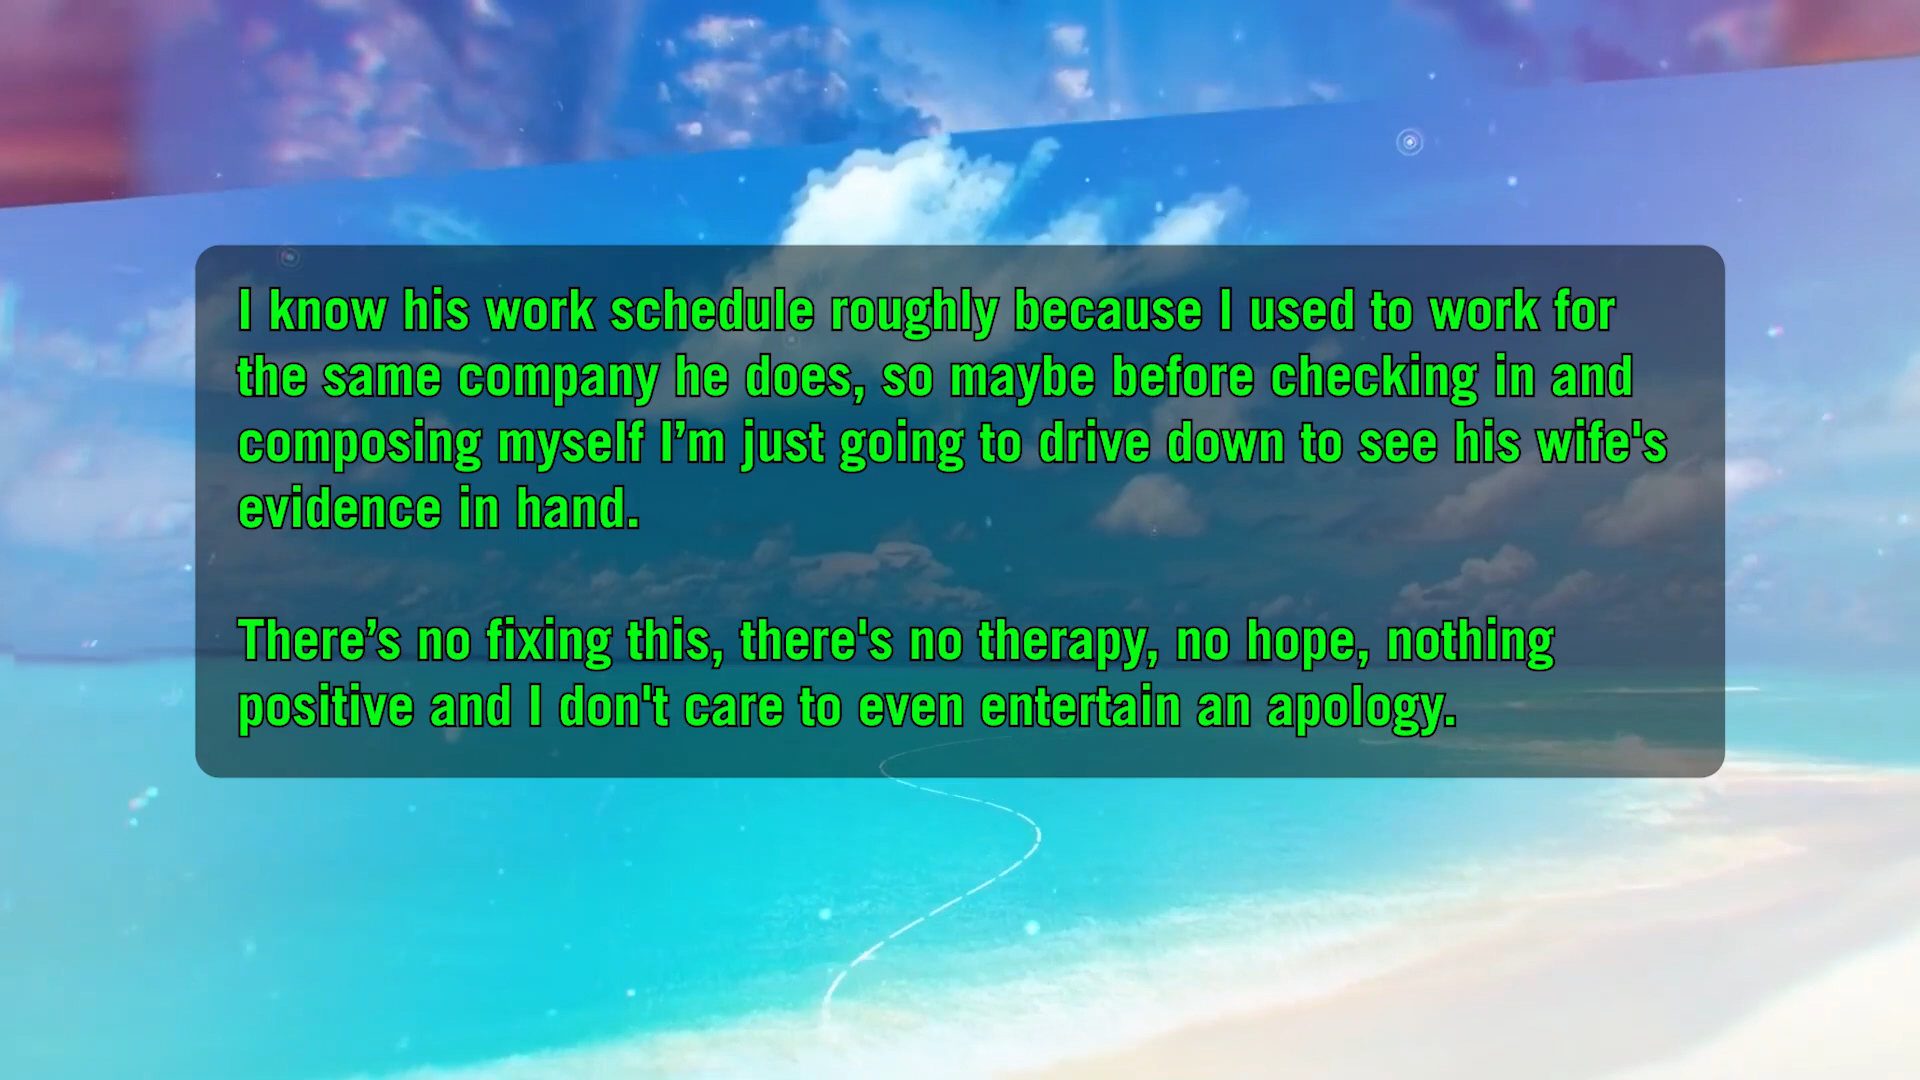 I know his work schedule roughly because I used to work for
the same company he does, so maybe before checking in and
composing myself I’m just going to drive down to see his wife's
evidence in hand.
There’s no fixing this, there's no therapy, no hope, nothing
positive and I don't care to even entertain an apology.